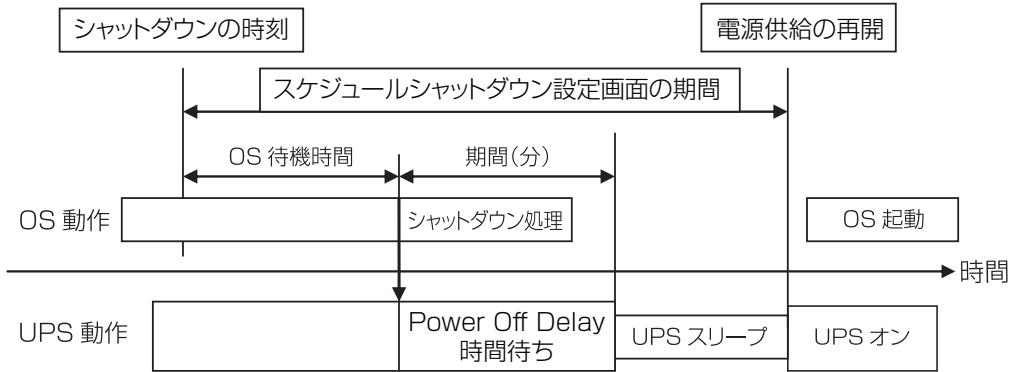 シャットダウンの時刻
電源供給の再開
スケジュールシャットダウン設定画面の期間
OS 待機時間
期間(分)
OS 動作
シャットダウン処理
OS 起動
時間
UPS 動作
Power Off Delay
時間待ち
UPS スリープ
UPS オン